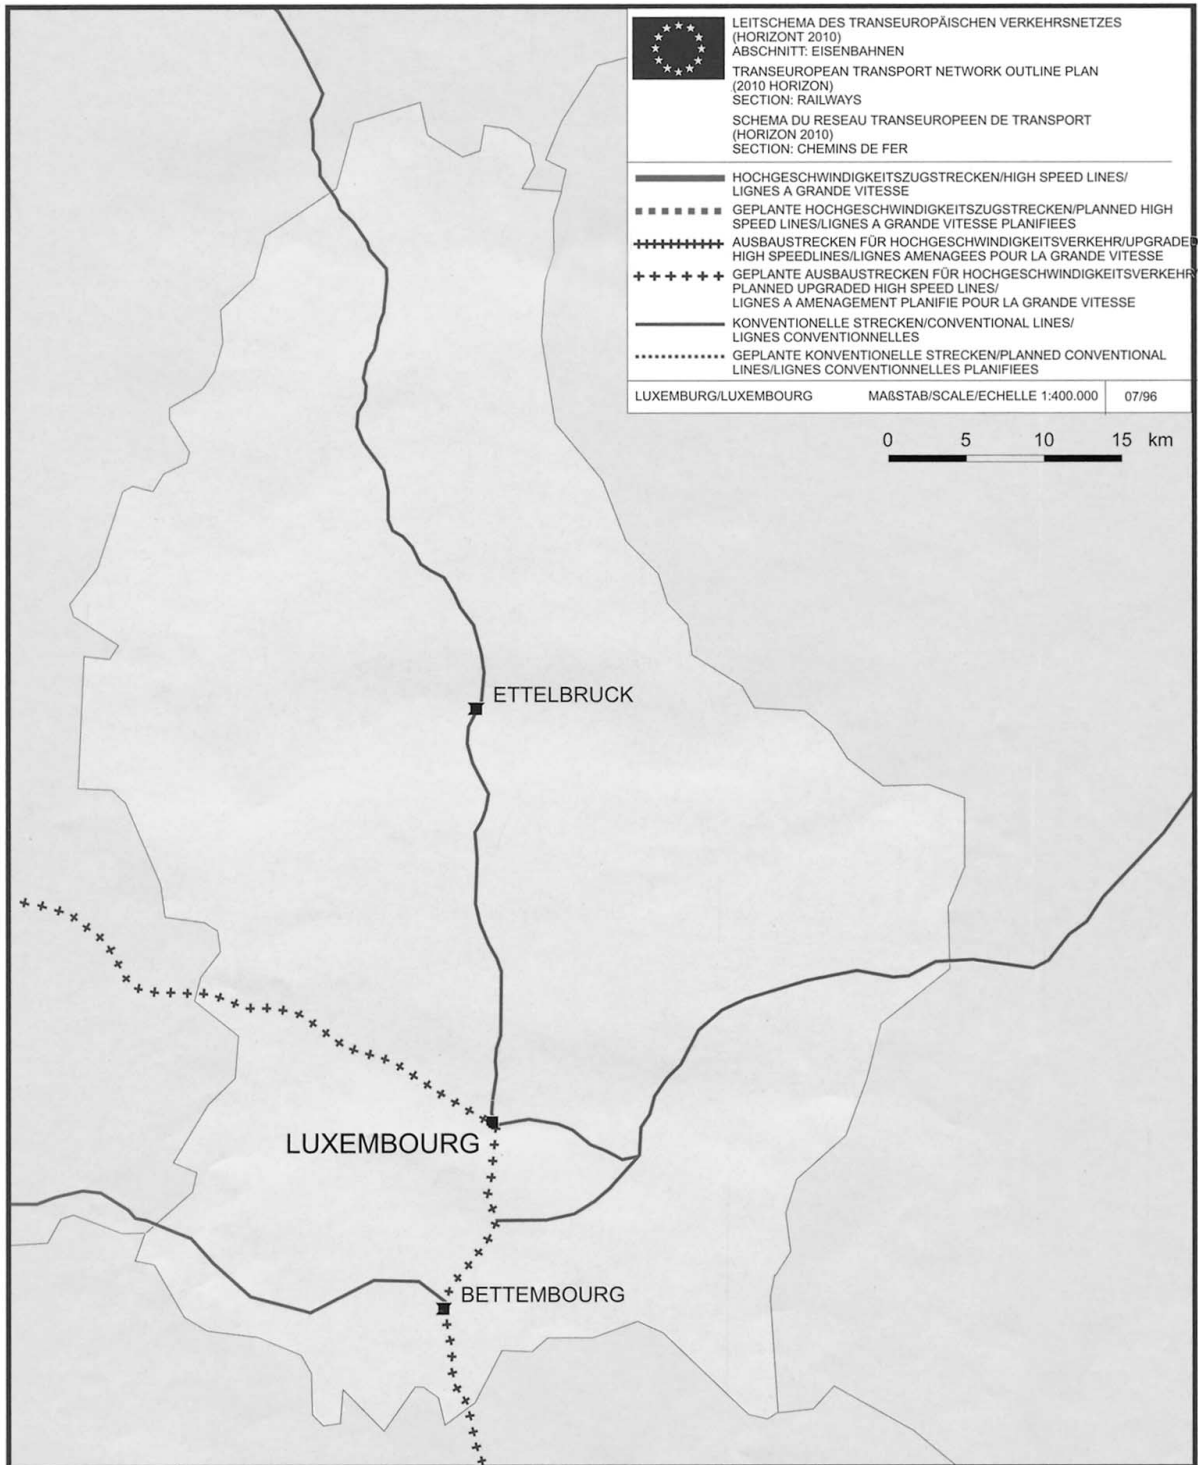 LEITSCHEMA DES TRANSEUROPÄISCHEN VERKEHRSNETZES
(HORIZONT 2010)
ABSCHNITT: EISENBAHNEN
TRANSEUROPEAN TRANSPORT NETWORK OUTLINE PLAN
(2010 HORIZON)
SECTION: RAILWAYS
SCHEMA DU RESEAU TRANSEUROPEEN DE TRANSPORT
(HORIZON 2010)
SECTION: CHEMINS DE FER
HOCHGESCHWINDIGKEITSZUGSTRECKEN/HIGH SPEED LINES/
LIGNES A GRANDE VITESSE
GEPLANTE HOCHGESCHWINDIGKEITSZUGSTRECKEN/PLANNED HIGH
SPEED LINES/LIGNES A GRANDE VITESSE PLANIFIEES
AUSBAUSTRECKEN FÜR HOCHGESCHWINDIGKEITSVERKEHR/UPGRADED
HIGH SPEEDLINES/LIGNES AMENAGEES POUR LA GRANDE VITESSE
GEPLANTE AUSBAUSTRECKEN FÜR HOCHGESCHWINDIGKEITSVERKEHR/
PLANNED UPGRADED HIGH SPEED LINES/
LIGNES A AMENAGEMENT PLANIFIE POUR LA GRANDE VITESSE
KONVENTIONELLE STRECKEN/CONVENTIONAL LINES/
LIGNES CONVENTIONNELLES
GEPLANTE KONVENTIONELLE STRECKEN/PLANNED CONVENTIONAL
LINES/LIGNES CONVENTIONNELLES PLANIFIEES
LUXEMBURG/LUXEMBOURG MAßSTAB/SCALE/ECHELLE 1:400.000 07/96
0 5 10 15 km
ETTELBRUCK
LUXEMBOURG
BETTEMBOURG